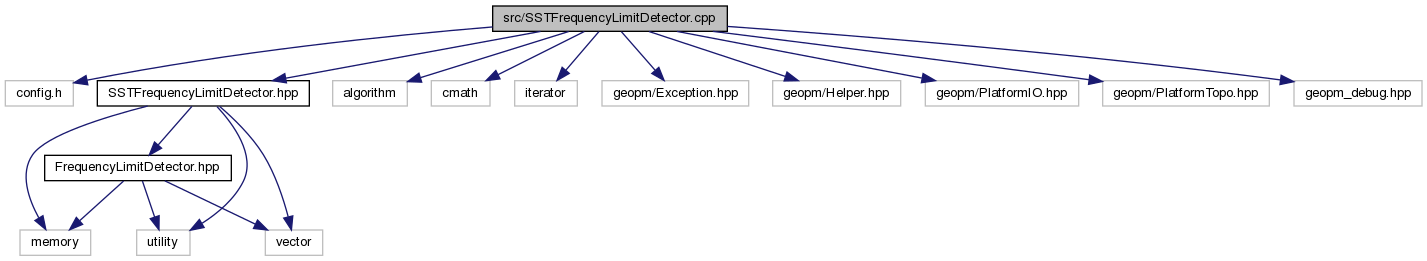 src/SSTFrequencyLimitDetector.cpp
config.h
SSTFrequencyLimitDetector.hpp
algorithm
cmath
iterator
geopm/Exception.hpp
geopm/Helper.hpp
geopm/PlatformIO.hpp
geopm/PlatformTopo.hpp
geopm_debug.hpp
FrequencyLimitDetector.hpp
memory
utility
vector